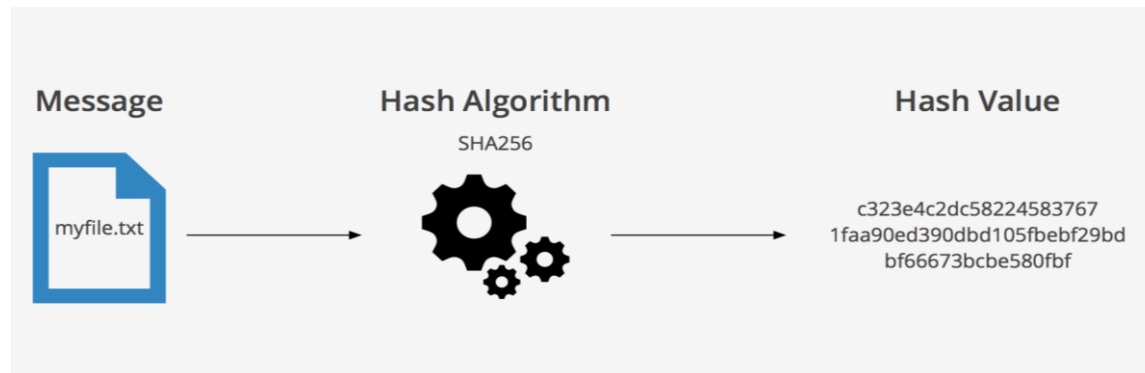 Message
Hash Algorithm
Hash Value
SHA256
myfile.txt
c323e4c2dc58224583767
1faa90ed390dbd105fbebf29bd
bf66673bcbe580fbf